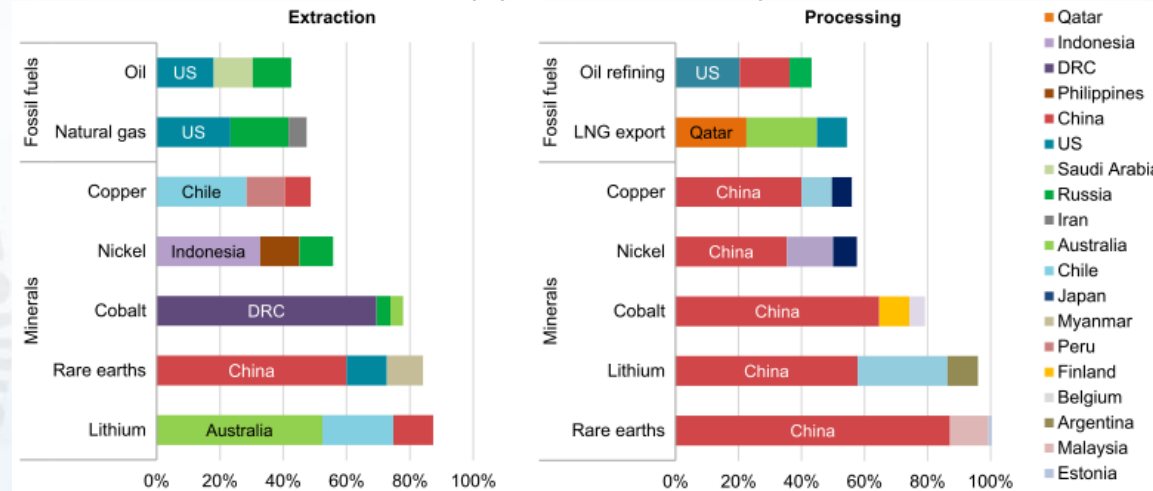 Extraction
Fossil fuels
Oil
US
Natural gas
US
Minerals
Copper
Chile
Nickel
Indonesia
Cobalt
DRC
Rare earths
China
Lithium
Australia
0% 20% 40% 60% 80% 100%
Processing
Fossil fuels
Oil refining
US
LNG export
Qatar
Minerals
Copper
China
Nickel
China
Cobalt
China
Lithium
China
Rare earths
China
0% 20% 40% 60% 80% 100%
Qatar
Indonesia
DRC
Philippines
China
US
Saudi Arabia
Russia
Iran
Australia
Chile
Japan
Myanmar
Peru
Finland
Belgium
Argentina
Malaysia
Estonia